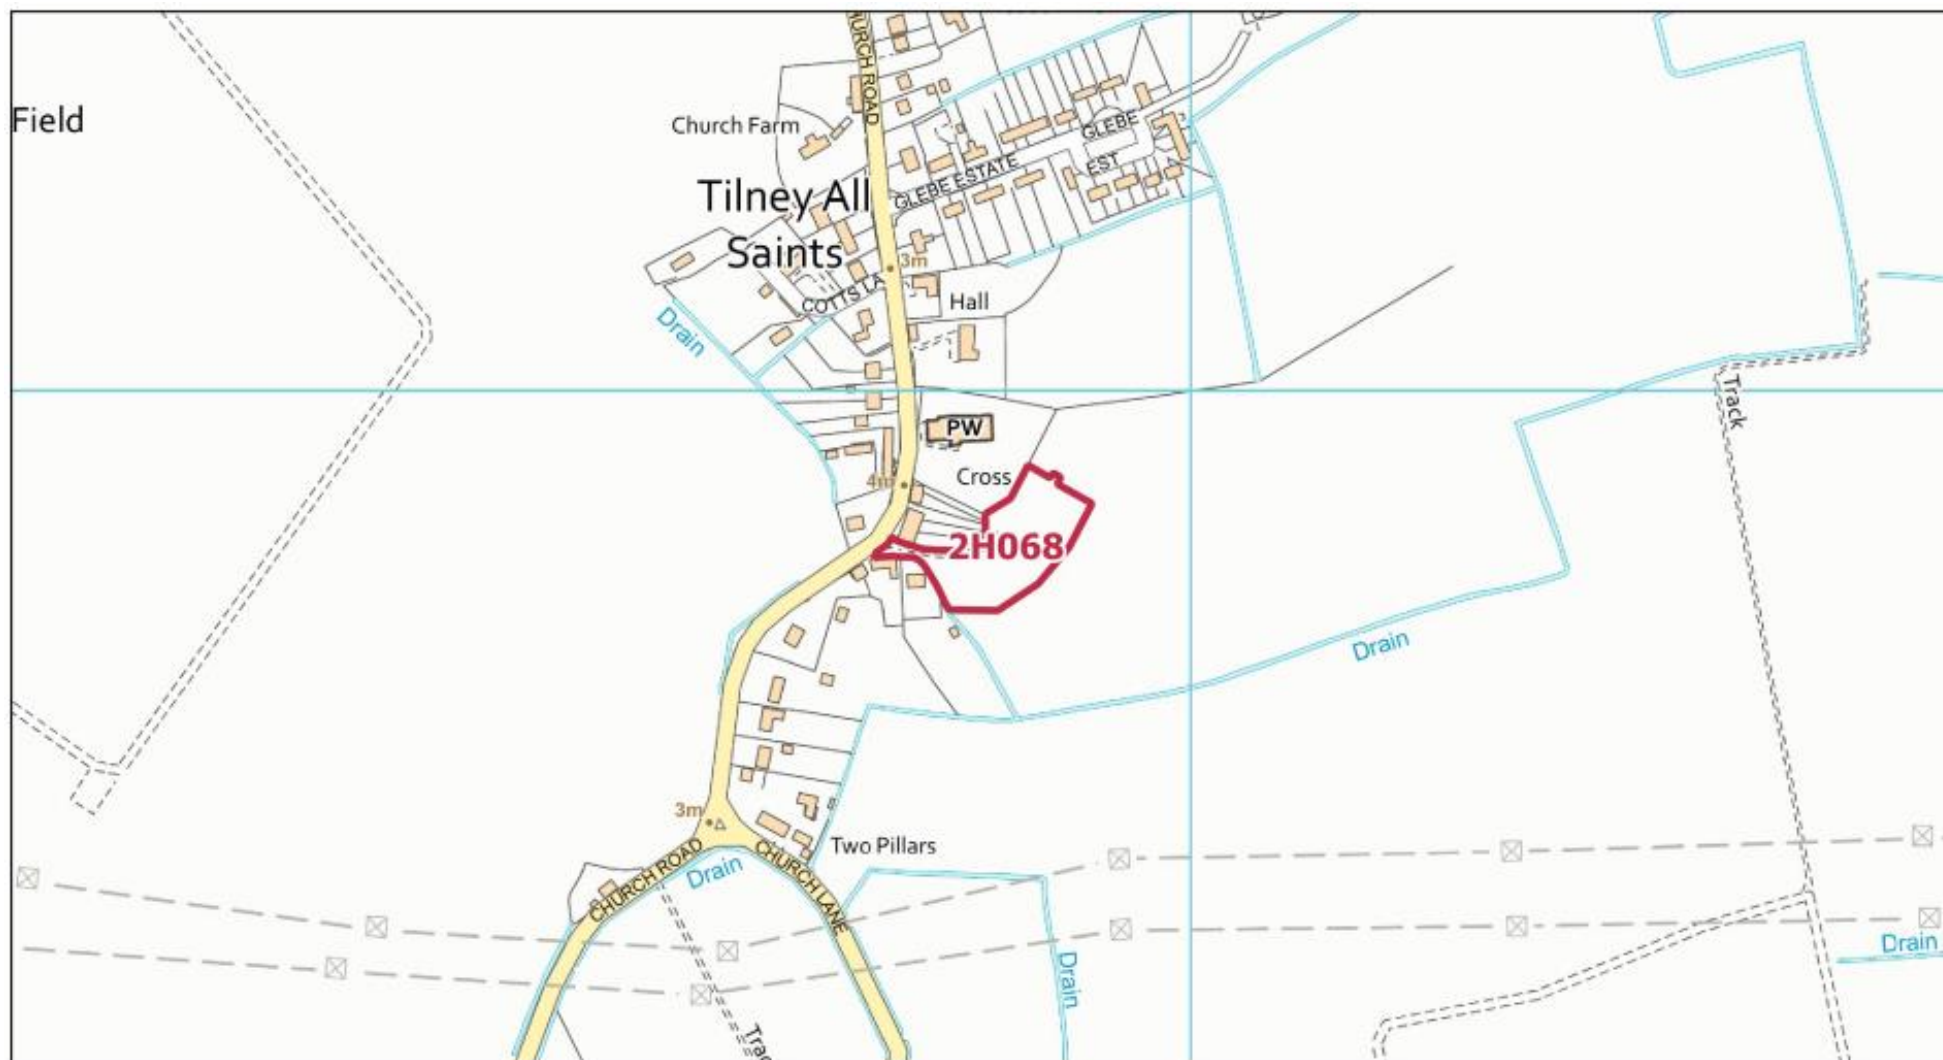 CHURCH ROAD
Field
Church Farm
GLEBE
EST
GLEBE ESTATE
Tilney All
Saints
3m
COTTS LA
Hall
Drain
Track
PW
Cross
4m
2H068
Drain
3m
Two Pillars
CHURCH ROAD
Drain
CHURCH LANE
Drain
Drain